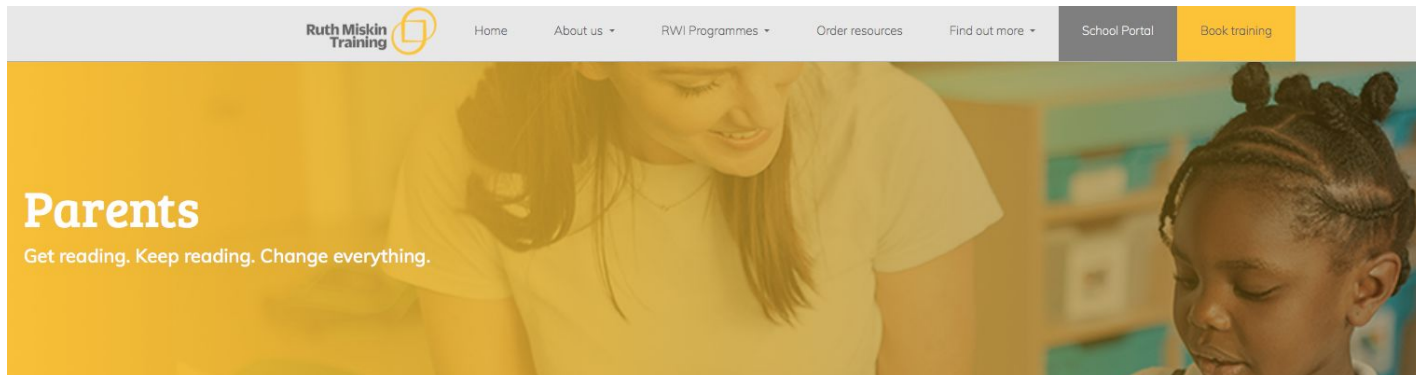 Ruth Miskin
Training
Home
About us
RWI Programmes
Order resources
Find out more
School Portal
Book training
Parents
Get reading. Keep reading. Change everything.